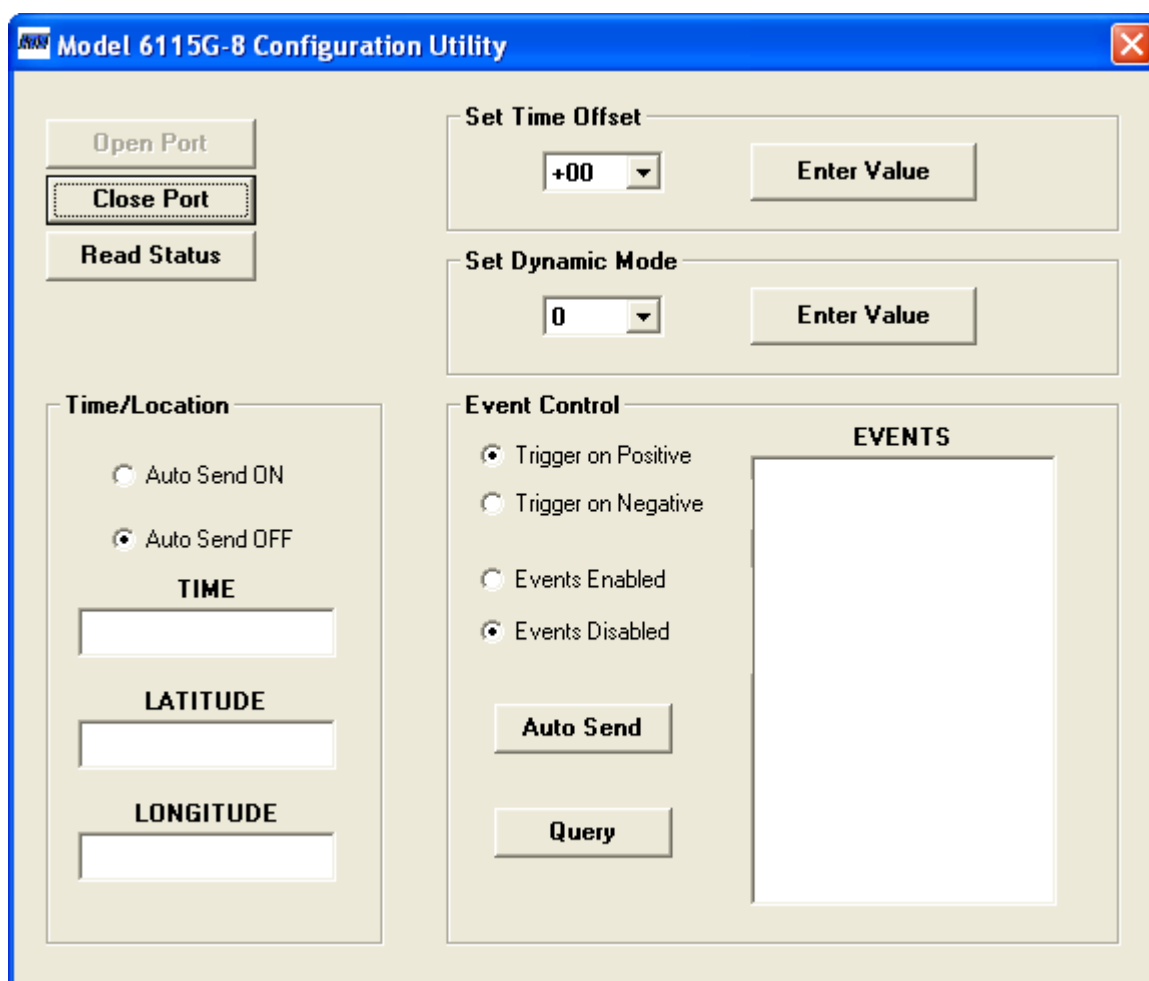 Model 6115G-8 Configuration Utility
Open Port
Close Port
Read Status
Set Time Offset
+00
Enter Value
Set Dynamic Mode
0
Enter Value
Time/Location
Auto Send ON
Auto Send OFF
TIME
LATITUDE
LONGITUDE
Event Control
Trigger on Positive
Trigger on Negative
Events Enabled
Events Disabled
Auto Send
Query
EVENTS